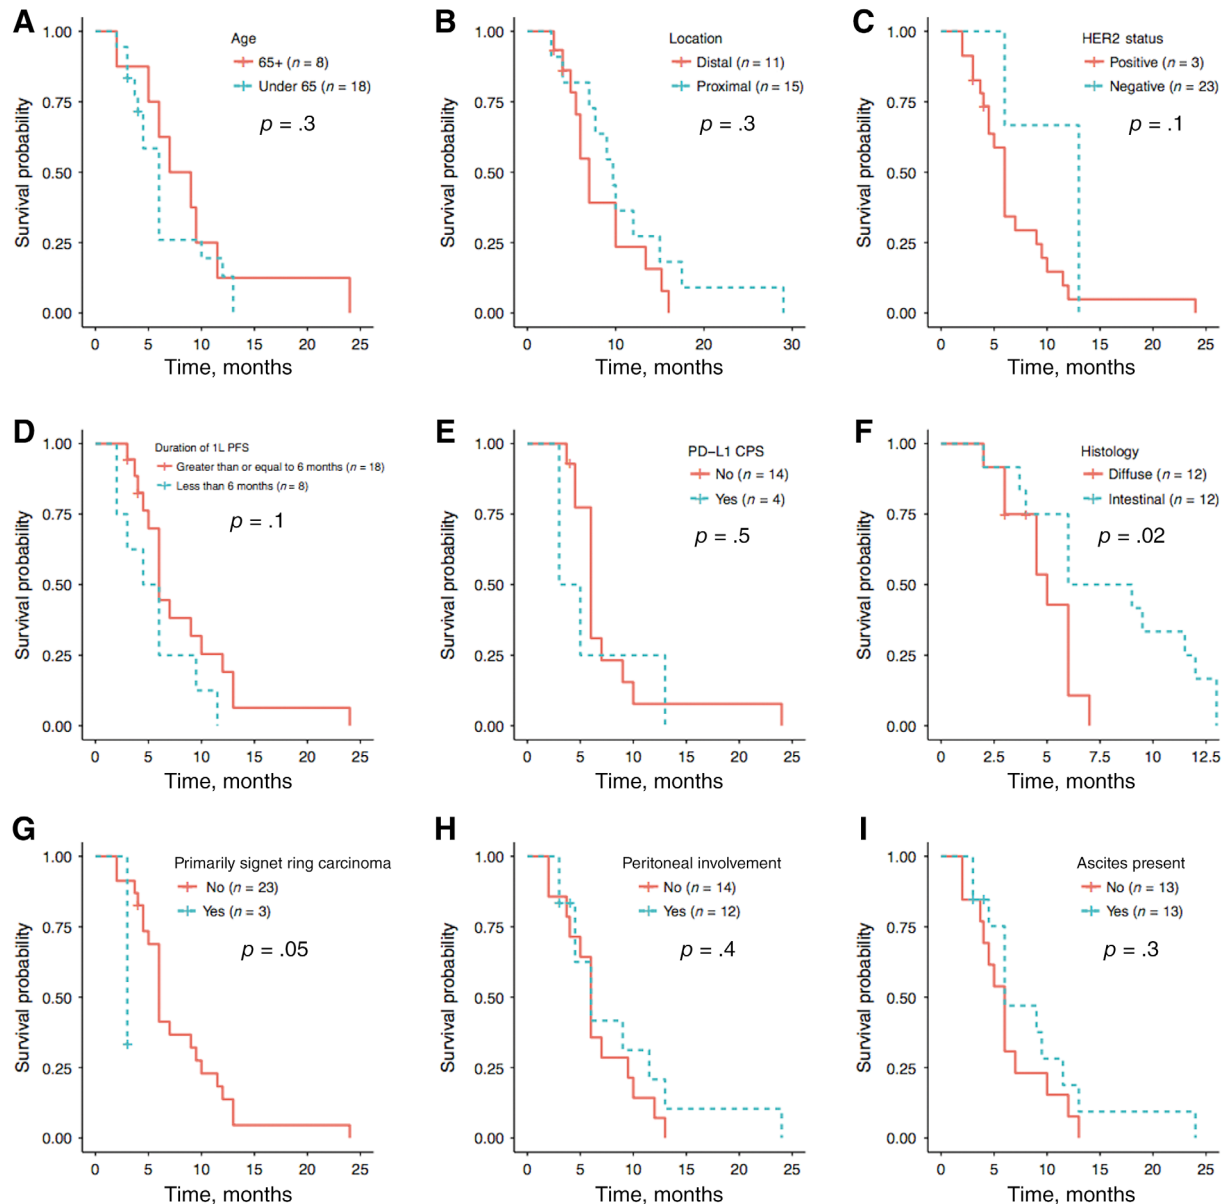 A
Age
65+ (n = 8)
Under 65 (n = 18)
p = .3
Survival probability
1.00
0.75
0.50
0.25
0.00
0 5 10 15 20 25
Time, months
B
Location
Distal (n = 11)
Proximal (n = 15)
p = .3
Survival probability
1.00
0.75
0.50
0.25
0.00
0 10 20 30
Time, months
C
HER2 status
Positive (n = 3)
Negative (n = 23)
p = .1
Survival probability
1.00
0.75
0.50
0.25
0.00
0 5 10 15 20 25
Time, months
D
Duration of 1L PFS
Greater than or equal to 6 months (n = 18)
Less than 6 months (n = 8)
p = .1
Survival probability
1.00
0.75
0.50
0.25
0.00
0 5 10 15 20 25
Time, months
E
PD–L1 CPS
No (n = 14)
Yes (n = 4)
p = .5
Survival probability
1.00
0.75
0.50
0.25
0.00
0 5 10 15 20 25
Time, months
F
Histology
Diffuse (n = 12)
Intestinal (n = 12)
p = .02
Survival probability
1.00
0.75
0.50
0.25
0.00
0 2.5 5 7.5 10 12.5
Time, months
G
Primarily signet ring carcinoma
No (n = 23)
Yes (n = 3)
p = .05
Survival probability
1.00
0.75
0.50
0.25
0.00
0 5 10 15 20 25
Time, months
H
Peritoneal involvement
No (n = 14)
Yes (n = 12)
p = .4
Survival probability
1.00
0.75
0.50
0.25
0.00
0 5 10 15 20 25
Time, months
I
Ascites present
No (n = 13)
Yes (n = 13)
p = .3
Survival probability
1.00
0.75
0.50
0.25
0.00
0 5 10 15 20 25
Time, months